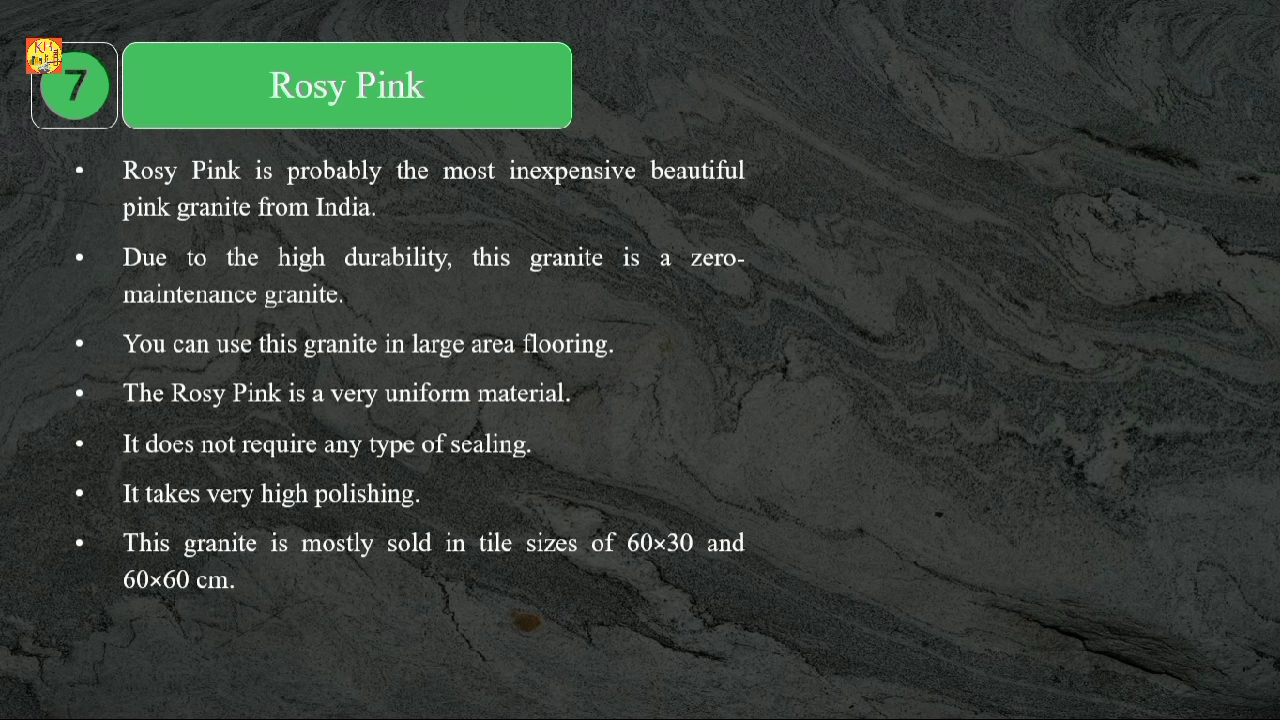 KB
7
Rosy Pink
• Rosy Pink is probably the most inexpensive beautiful
pink granite from India.
• Due to the high durability, this granite is a zero-
maintenance granite.
• You can use this granite in large area flooring.
• The Rosy Pink is a very uniform material.
• It does not require any type of sealing.
• It takes very high polishing.
• This granite is mostly sold in tile sizes of 60×30 and
60×60 cm.